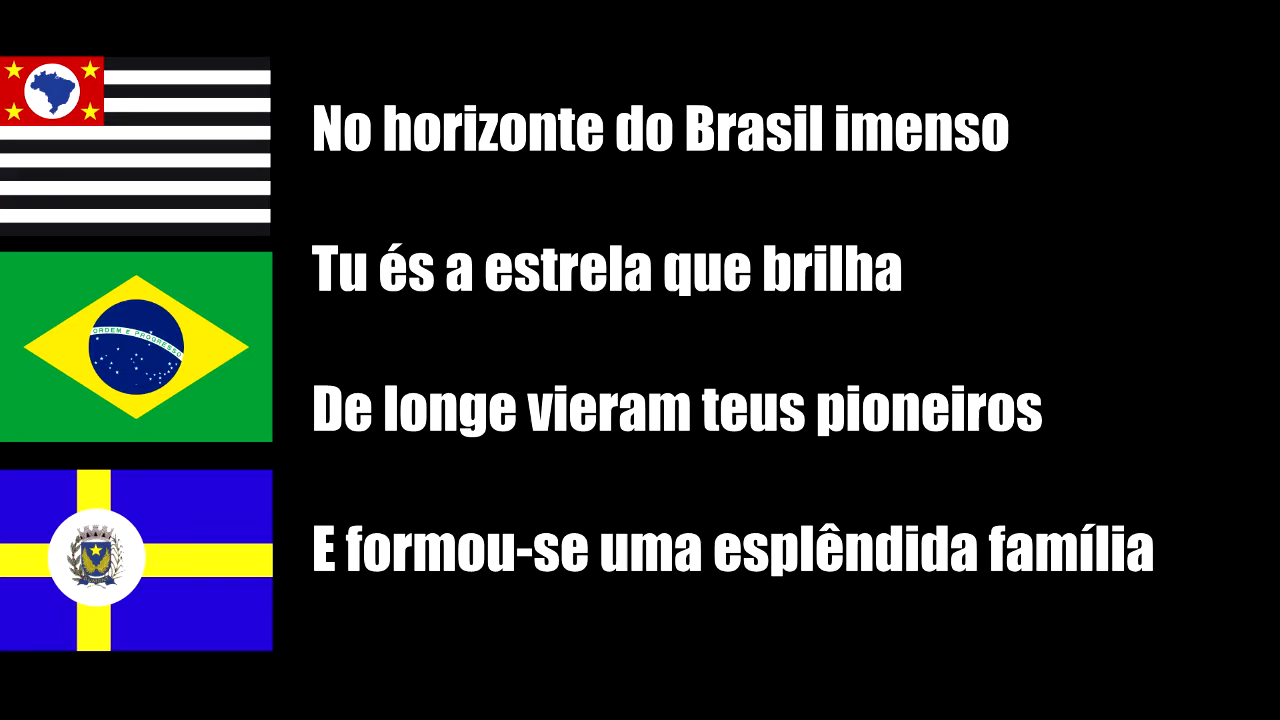 No horizonte do Brasil imenso
Tu és a estrela que brilha
ORDEM E PROGRESSO
De longe vieram teus pioneiros
E formou-se uma esplêndida família